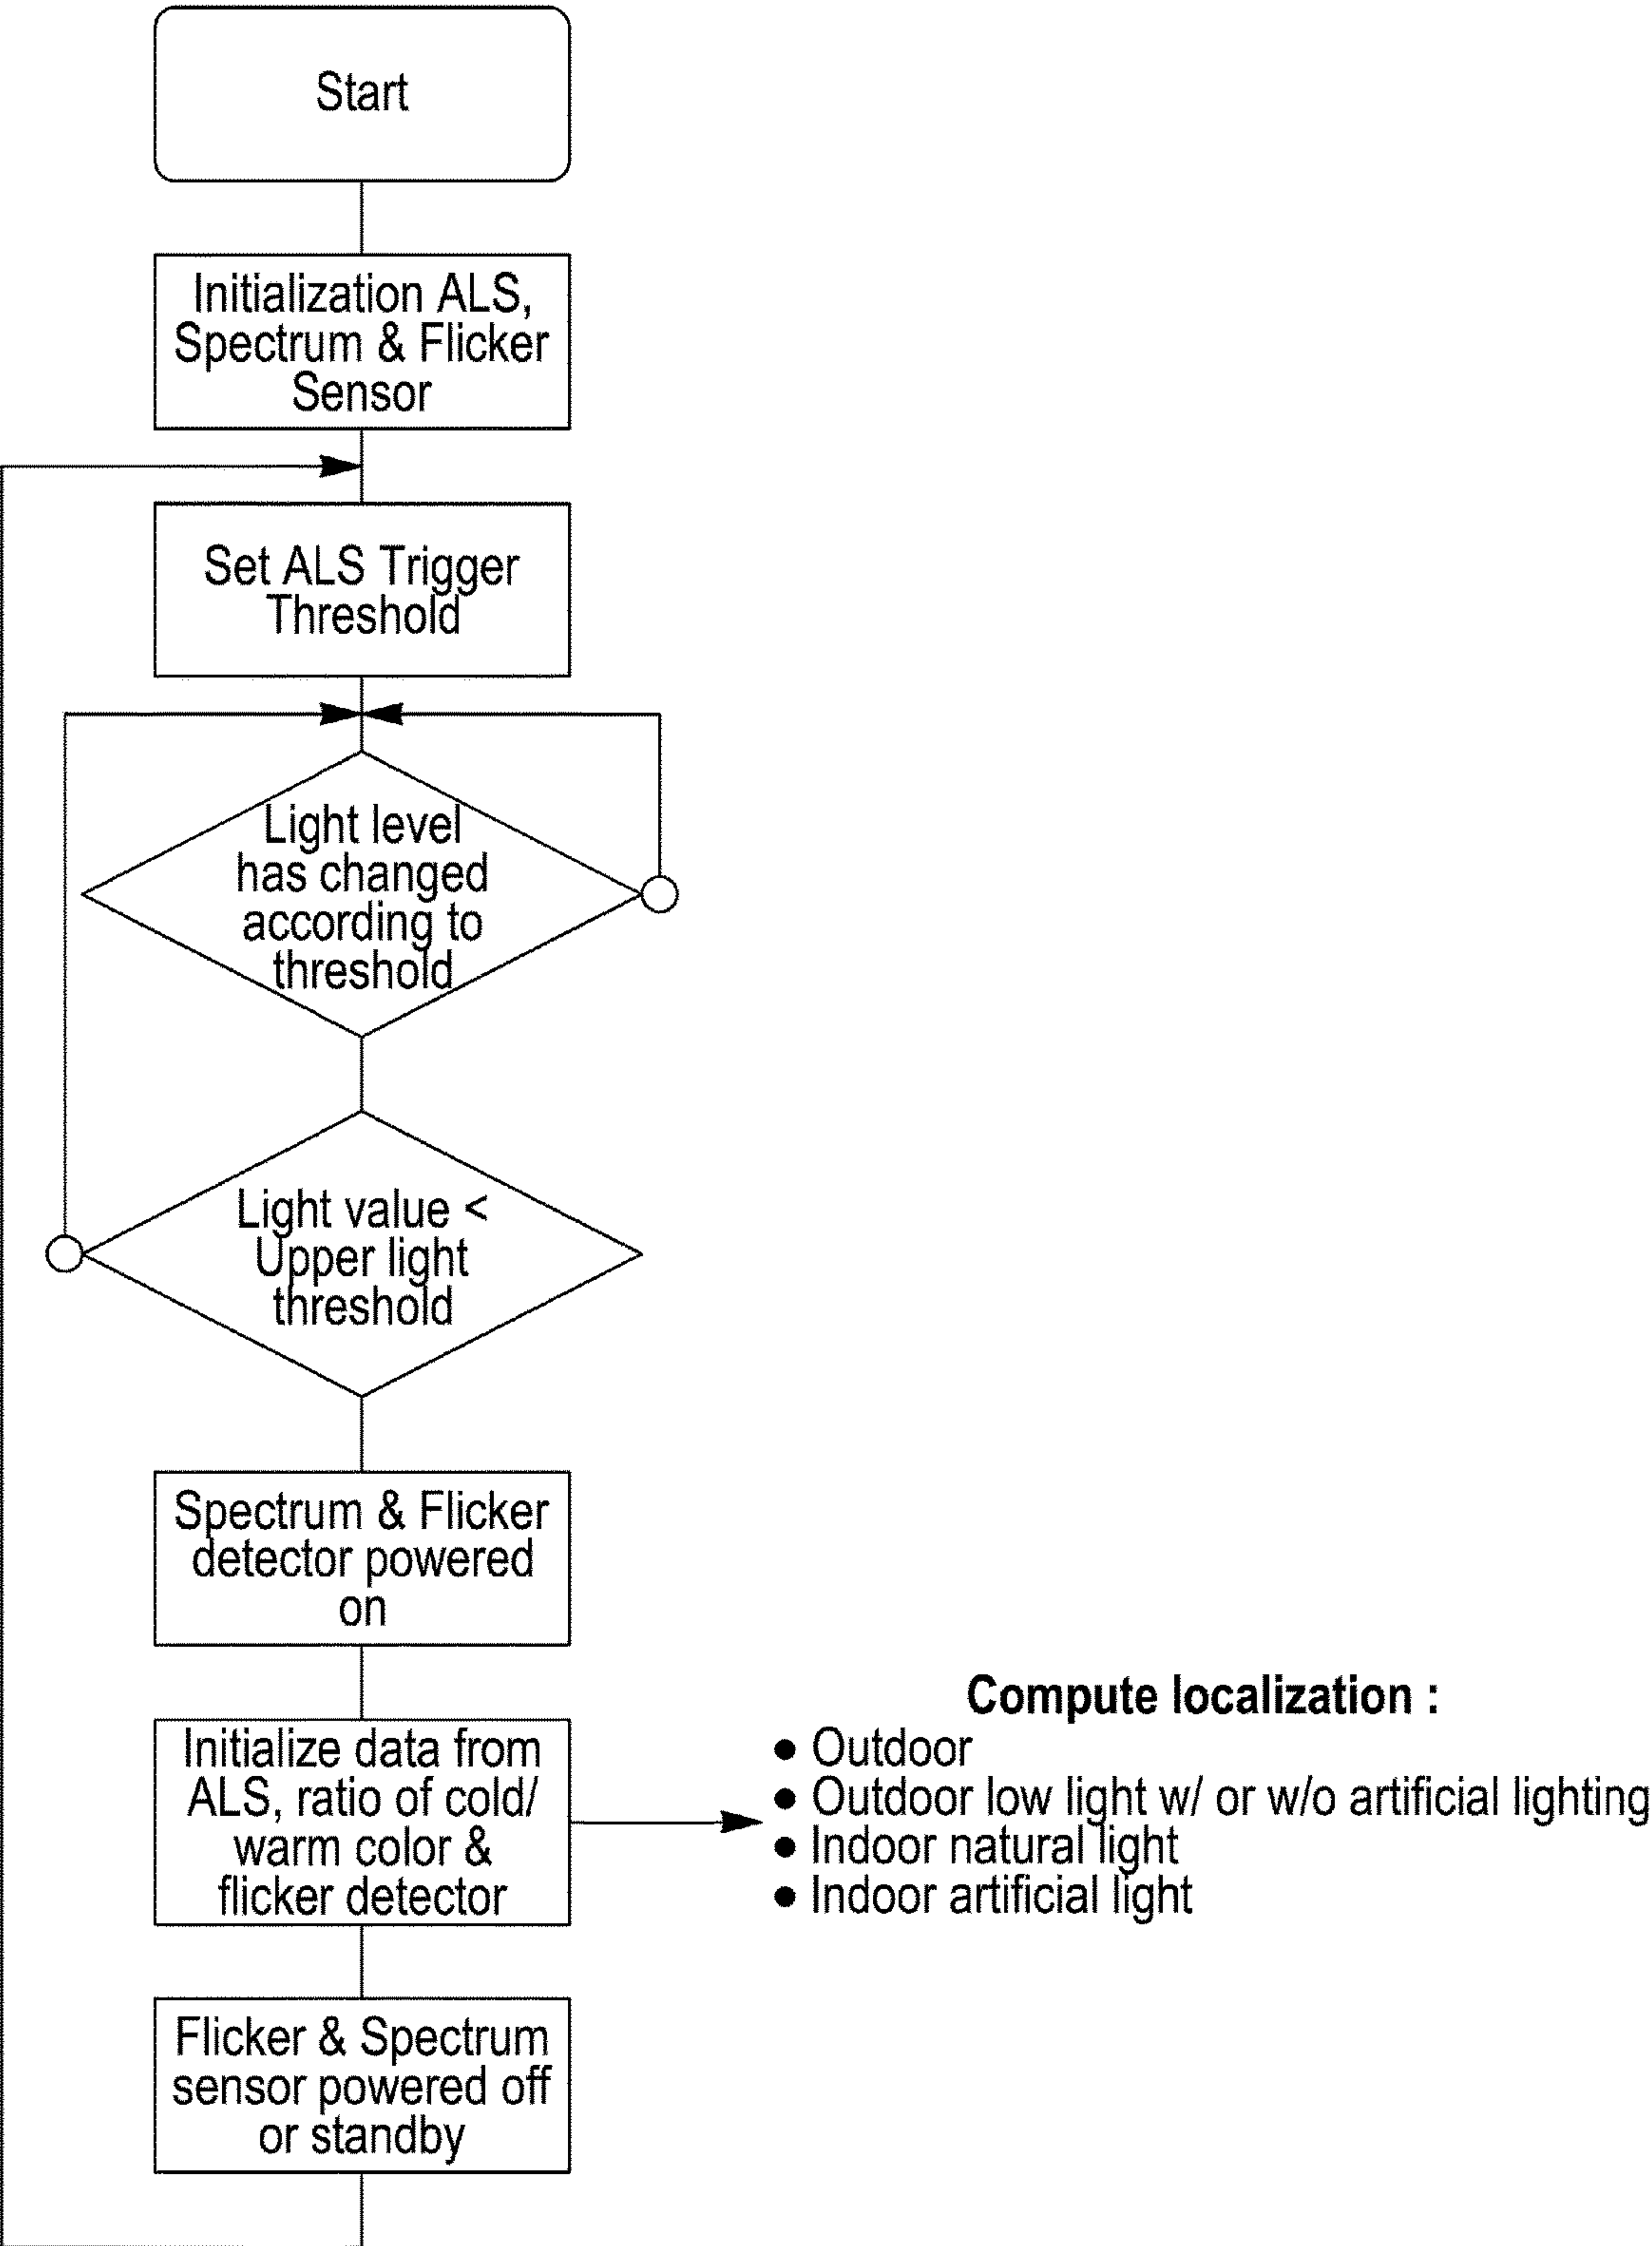 Start
Initialization ALS,
Spectrum & Flicker
Sensor
Set ALS Trigger
Threshold
Light level
has changed
according to
threshold
Light value <
Upper light
threshold
Spectrum & Flicker
detector powered
on
Initialize data from
ALS, ratio of cold/
warm color &
flicker detector
Compute localization :
● Outdoor
● Outdoor low light w/ or w/o artificial lighting
● Indoor natural light
● Indoor artificial light
Flicker & Spectrum
sensor powered off
or standby